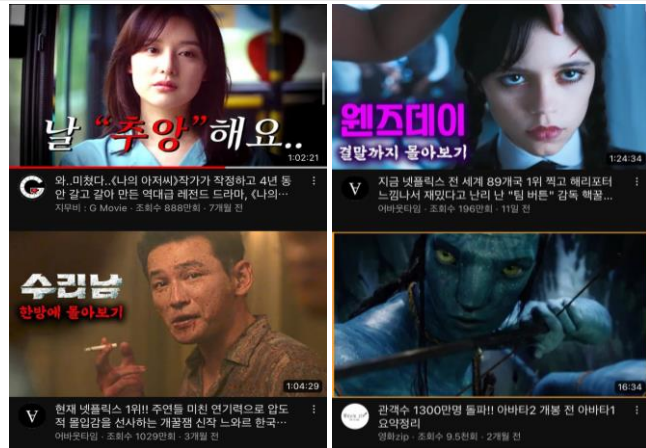 날 “추앙”해요..
1:02:21
와..미쳤다..《나의 아저씨》작가가 작정하고 4년 동
안 갈고 갈아 만든 역대급 레전드 드라마, 《나의...
지무비 : G Movie · 조회수 888만회 · 7개월 전
웬즈데이
결말까지 몰아보기
1:24:34
지금 넷플릭스 전 세계 89개국 1위 찍고 해리포터
느낌나서 재밌다고 난리 난 "팀 버튼" 감독 핵꿀...
어바웃타임 · 조회수 196만회 · 11일 전
수리남
한방에 몰아보기
1:04:29
현재 넷플릭스 1위!! 주연들 미친 연기력으로 압도
적 몰입감을 선사하는 개꿀잼 신작 느와르 한국...
어바웃타임 · 조회수 1029만회 · 3개월 전
16:34
관객수 1300만명 돌파!! 아바타2 개봉 전 아바타1
요약정리
영화zip · 조회수 9.5천회 · 2개월 전